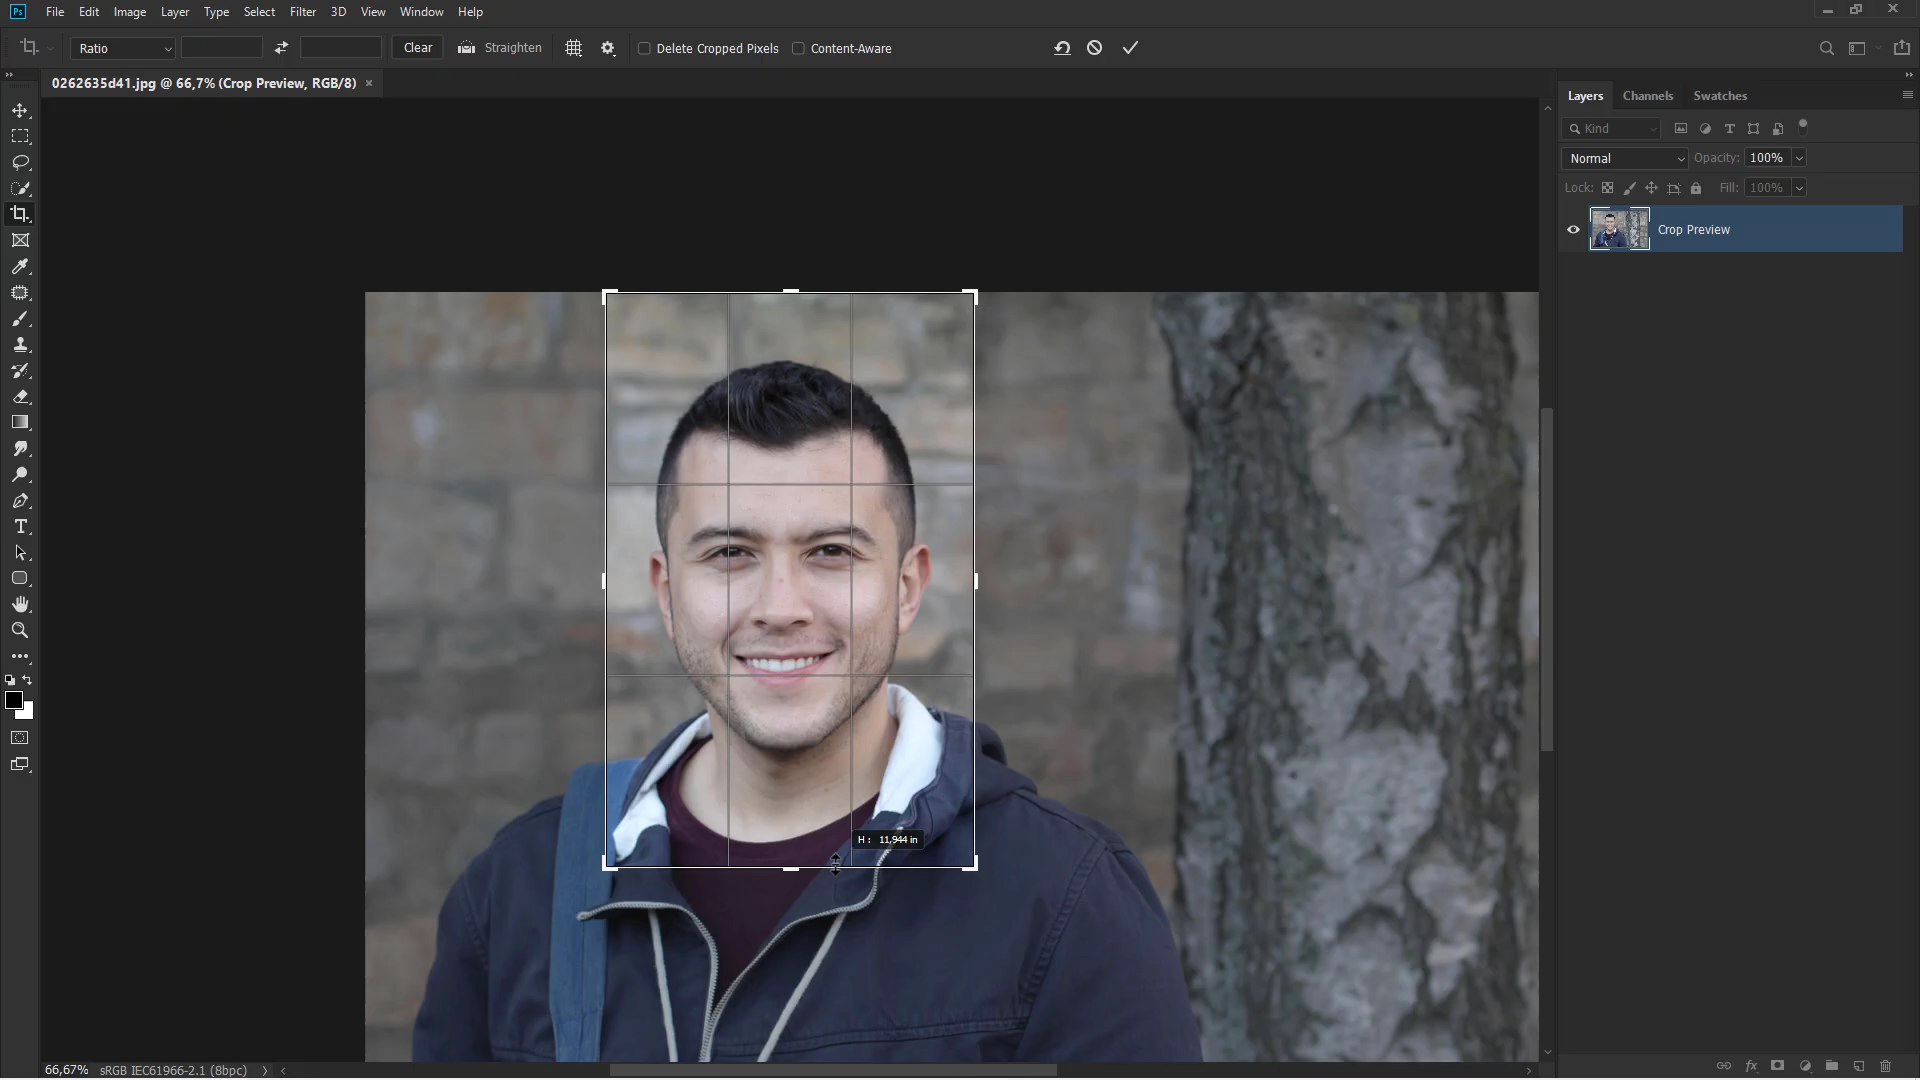 Ps File Edit Image Layer Type Select Filter 3D View Window Help
Ratio Clear Straighten Delete Cropped Pixels Content-Aware
0262635d41.jpg @ 66,7% (Crop Preview, RGB/8) ×
Layers Channels Swatches
Kind
Normal Opacity: 100%
Lock: Fill: 100%
Crop Preview
H : 11,944 in
66,67% sRGB IEC61966-2.1 (8bpc)